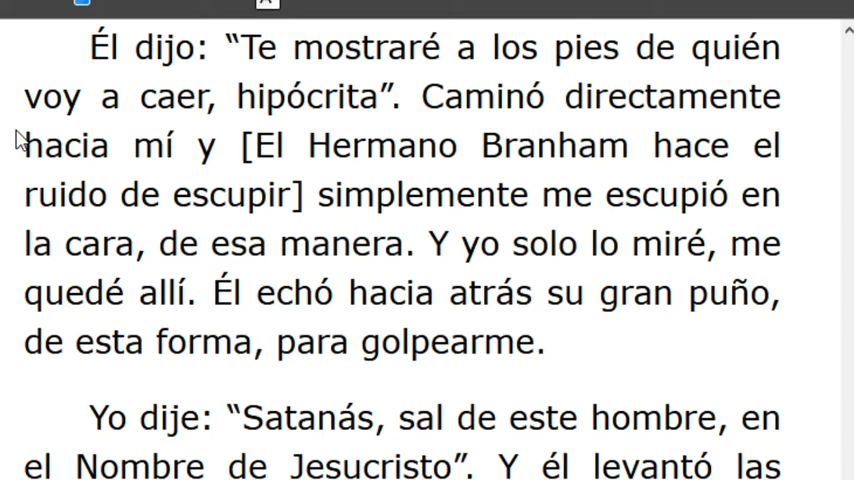 Él dijo: “Te mostraré a los pies de quién
voy a caer, hipócrita”. Caminó directamente
hacia mí y [El Hermano Branham hace el
ruido de escupir] simplemente me escupió en
la cara, de esa manera. Y yo solo lo miré, me
quedé allí. Él echó hacia atrás su gran puño,
de esta forma, para golpearme.
Yo dije: “Satanás, sal de este hombre, en
el Nombre de Jesucristo”. Y él levantó las